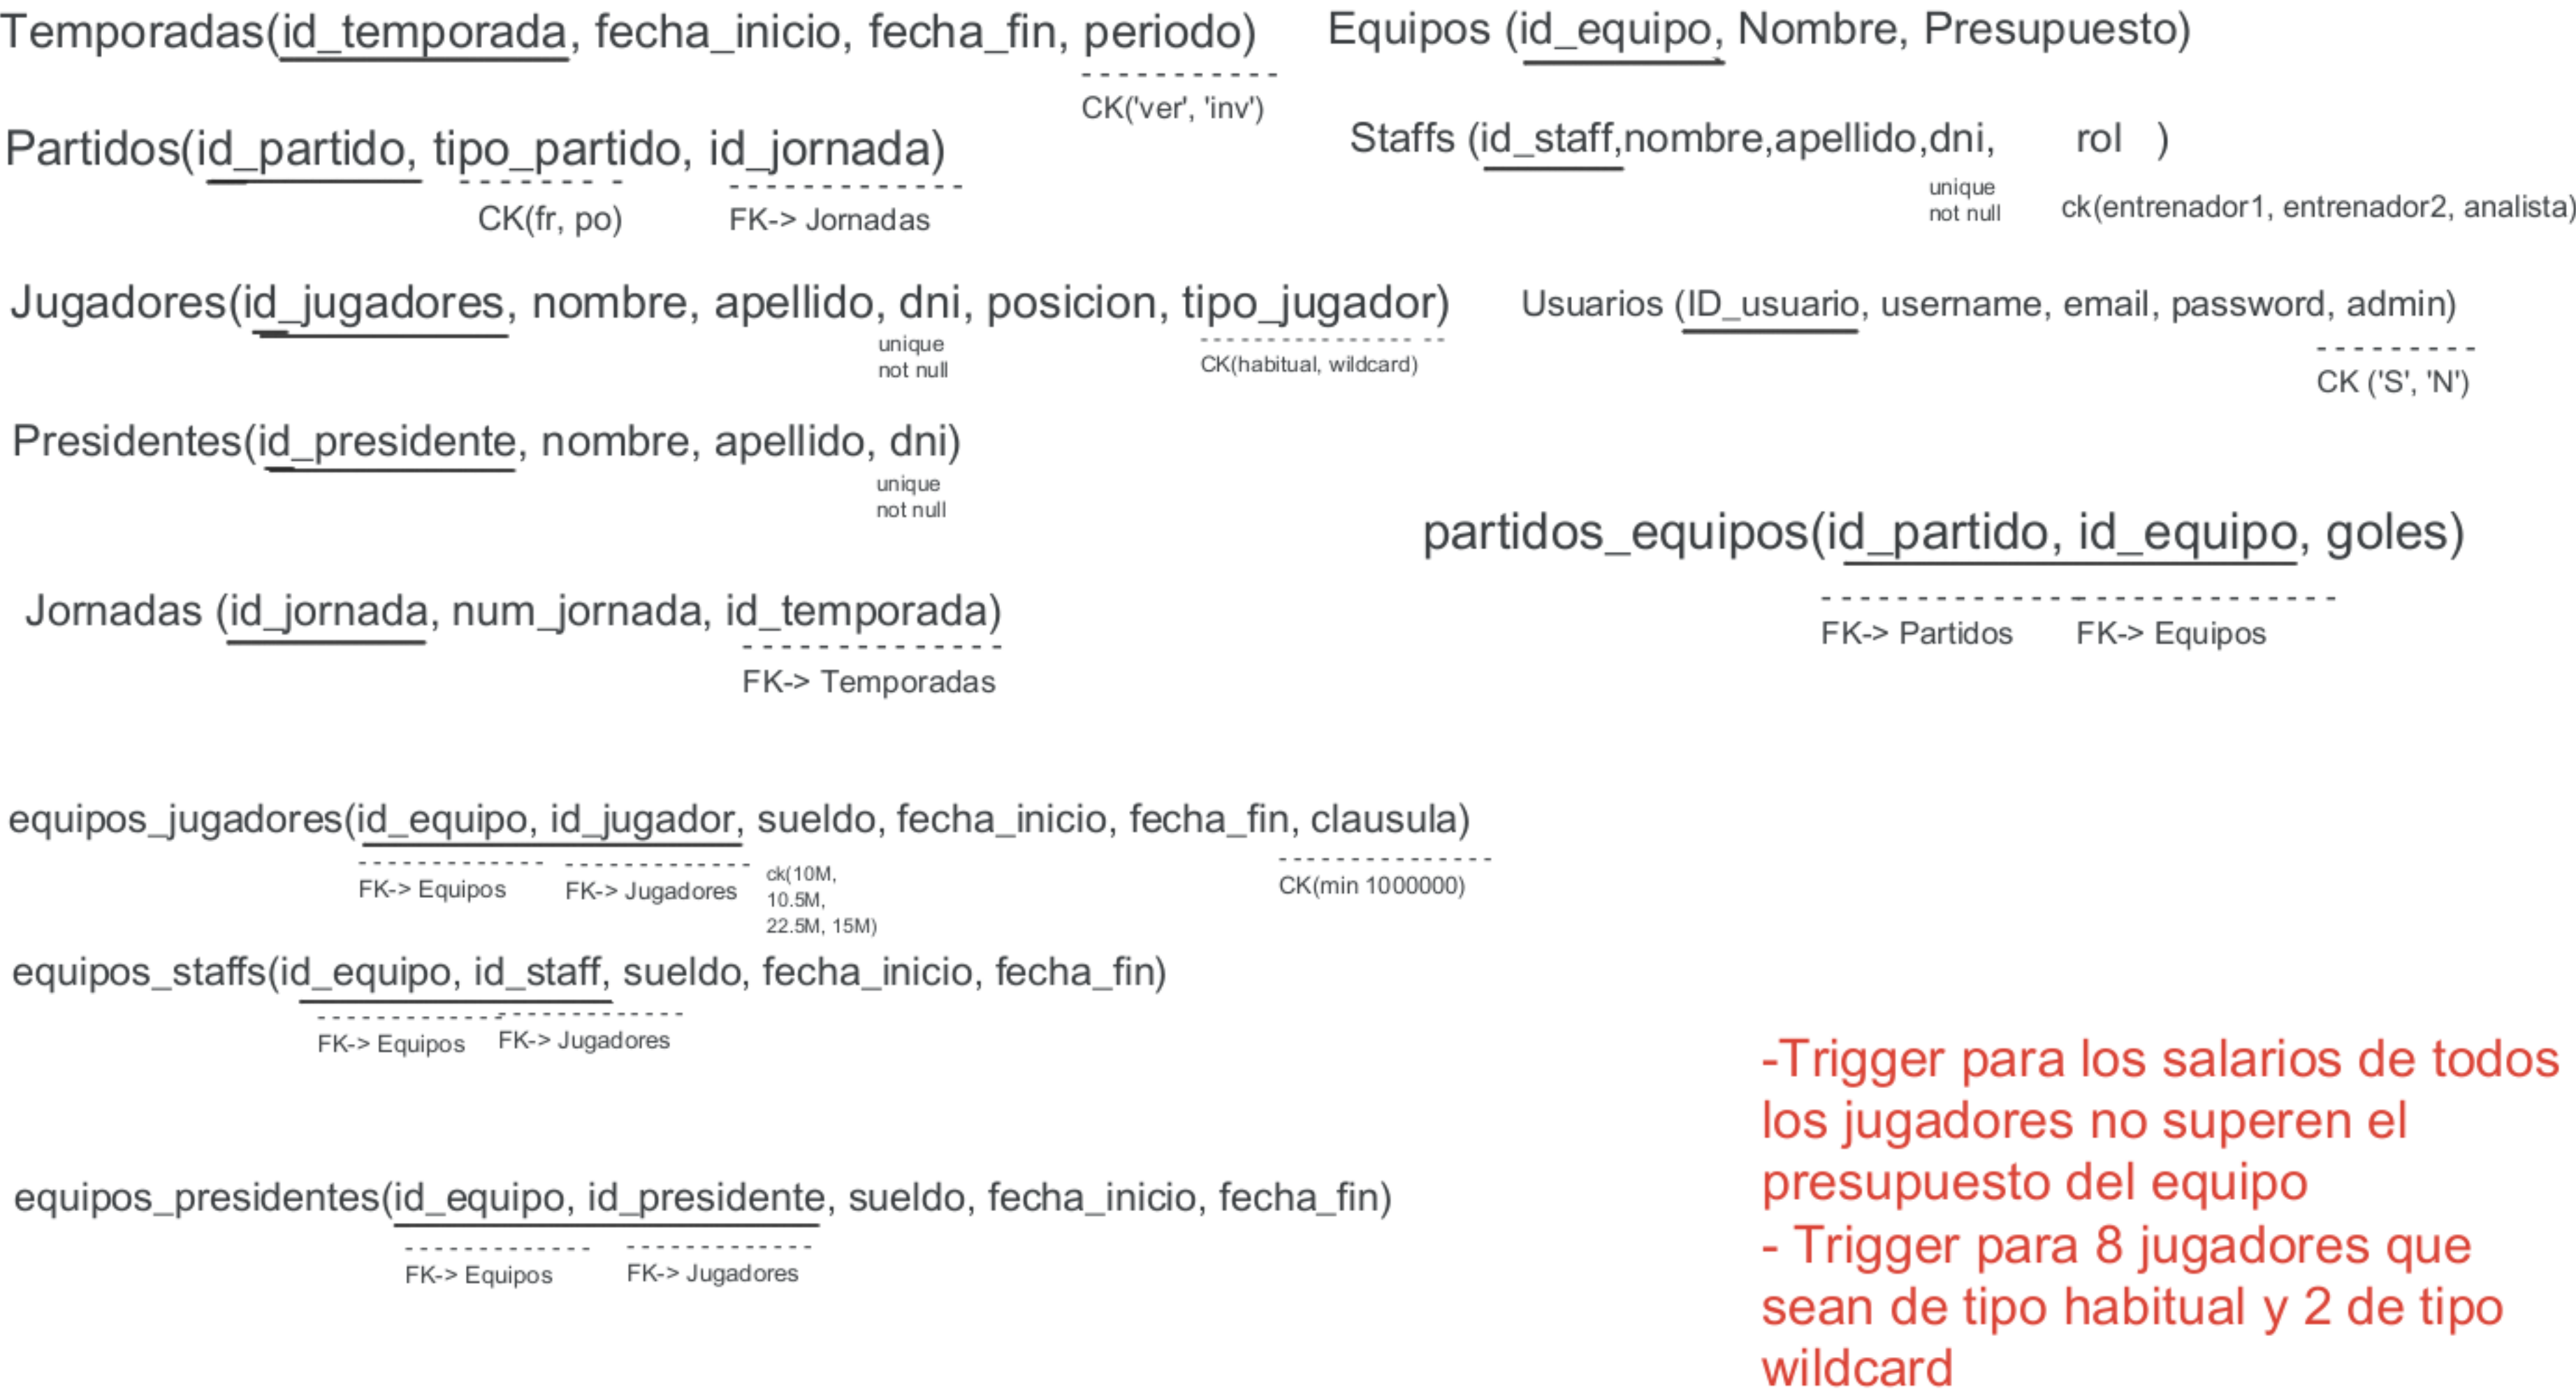 Temporadas(id_temporada, fecha_inicio, fecha_fin, periodo)
CK('ver', 'inv')
Equipos (id_equipo, Nombre, Presupuesto)
Partidos(id_partido, tipo_partido, id_jornada)
CK(fr, po)
FK-> Jornadas
Staffs (id_staff,nombre,apellido,dni, rol )
unique
not null
ck(entrenador1, entrenador2, analista)
Jugadores(id_jugadores, nombre, apellido, dni, posicion, tipo_jugador)
unique
not null
CK(habitual, wildcard)
Usuarios (ID_usuario, username, email, password, admin)
CK ('S', 'N')
Presidentes(id_presidente, nombre, apellido, dni)
unique
not null
partidos_equipos(id_partido, id_equipo, goles)
FK-> Partidos
FK-> Equipos
Jornadas (id_jornada, num_jornada, id_temporada)
FK-> Temporadas
equipos_jugadores(id_equipo, id_jugador, sueldo, fecha_inicio, fecha_fin, clausula)
FK-> Equipos
FK-> Jugadores
ck(10M,
10.5M,
22.5M, 15M)
CK(min 1000000)
equipos_staffs(id_equipo, id_staff, sueldo, fecha_inicio, fecha_fin)
FK-> Equipos
FK-> Jugadores
equipos_presidentes(id_equipo, id_presidente, sueldo, fecha_inicio, fecha_fin)
FK-> Equipos
FK-> Jugadores
-Trigger para los salarios de todos
los jugadores no superen el
presupuesto del equipo
- Trigger para 8 jugadores que
sean de tipo habitual y 2 de tipo
wildcard